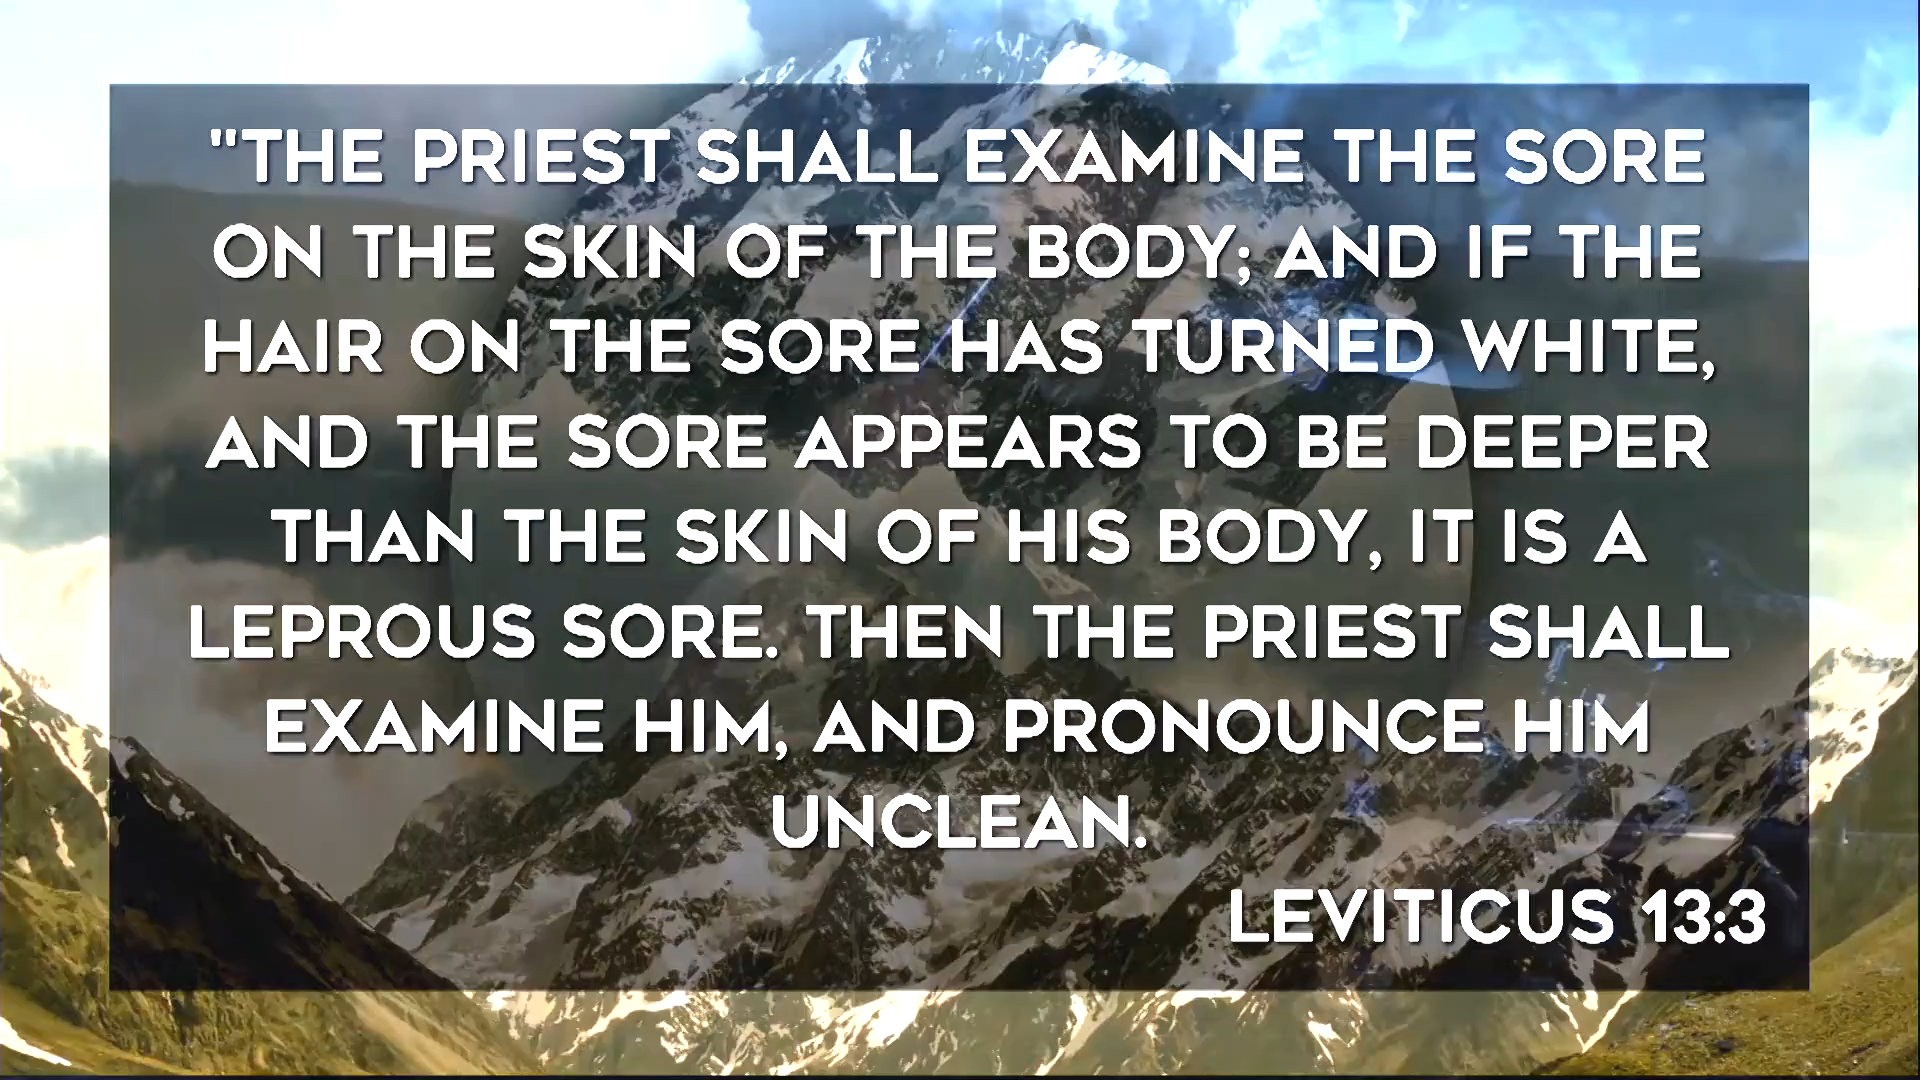 "THE PRIEST SHALL EXAMINE THE SORE
ON THE SKIN OF THE BODY; AND IF THE
HAIR ON THE SORE HAS TURNED WHITE,
AND THE SORE APPEARS TO BE DEEPER
THAN THE SKIN OF HIS BODY, IT IS A
LEPROUS SORE. THEN THE PRIEST SHALL
EXAMINE HIM, AND PRONOUNCE HIM
UNCLEAN.
LEVITICUS 13:3